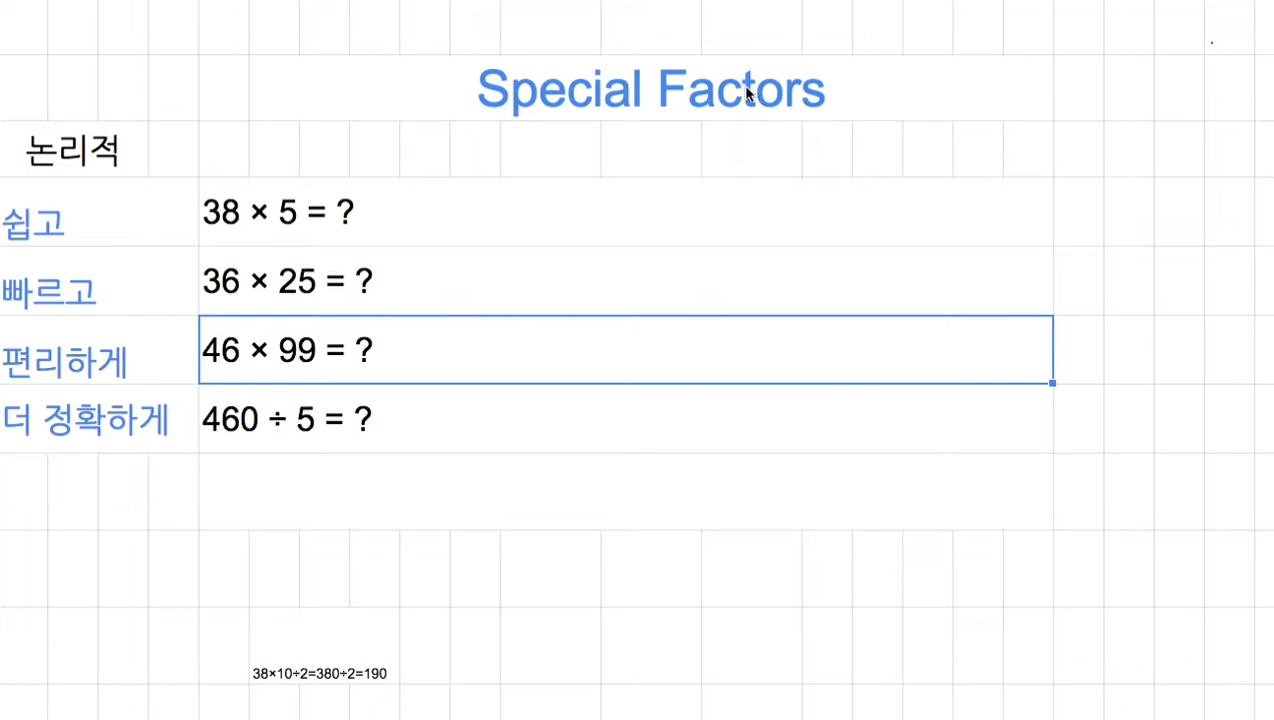 Special Factors
논리적
쉽고
38 × 5 = ?
빠르고
36 × 25 = ?
편리하게
46 × 99 = ?
더 정확하게
460 ÷ 5 = ?
38×10÷2=380÷2=190